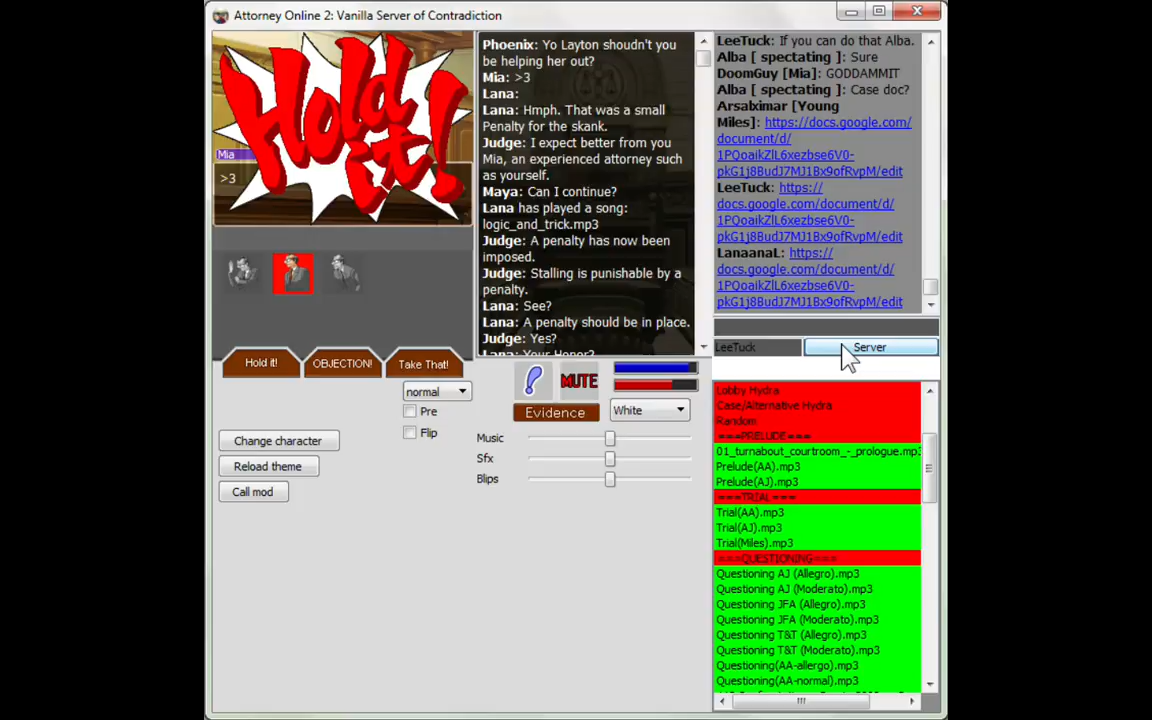 Attorney Online 2: Vanilla Server of Contradiction
Hold it!
Mia
>3
Phoenix: Yo Layton shoudn't you
be helping her out?
Mia: >3
Lana:
Lana: Hmph. That was a small
Penalty for the skank.
Judge: I expect better from you
Mia, an experienced attorney such
as yourself.
Maya: Can I continue?
Lana has played a song:
logic_and_trick.mp3
Judge: A penalty has now been
imposed.
Judge: Stalling is punishable by a
penalty.
Lana: See?
Lana: A penalty should be in place.
Judge: Yes?
Lana: Your Honor?
LeeTuck: If you can do that Alba.
Alba [ spectating ]: Sure
DoomGuy [Mia]: GODDAMMIT
Alba [ spectating ]: Case doc?
Arsalximar [Young
Miles]: https://docs.google.com/
document/d/
1PQoaikZlL6xezbse6V0-
pkG1j8BudJ7MJ1Bx9ofRvpM/edit
LeeTuck: https://
docs.google.com/document/d/
1PQoaikZlL6xezbse6V0-
pkG1j8BudJ7MJ1Bx9ofRvpM/edit
LanaanaL: https://
docs.google.com/document/d/
1PQoaikZlL6xezbse6V0-
pkG1j8BudJ7MJ1Bx9ofRvpM/edit
LeeTuck
Server
Hold it!
OBJECTION!
Take That!
normal
Pre
Flip
MUTE
Evidence
White
Change character
Reload theme
Call mod
Music
Sfx
Blips
Lobby Hydra
Case/Alternative Hydra
Random
===PRELUDE===
01_turnabout_courtroom_-_prologue.mp3
Prelude(AA).mp3
Prelude(AJ).mp3
===TRIAL===
Trial(AA).mp3
Trial(AJ).mp3
Trial(Miles).mp3
===QUESTIONING===
Questioning AJ (Allegro).mp3
Questioning AJ (Moderato).mp3
Questioning JFA (Allegro).mp3
Questioning JFA (Moderato).mp3
Questioning T&T (Allegro).mp3
Questioning T&T (Moderato).mp3
Questioning(AA-allergo).mp3
Questioning(AA-normal).mp3